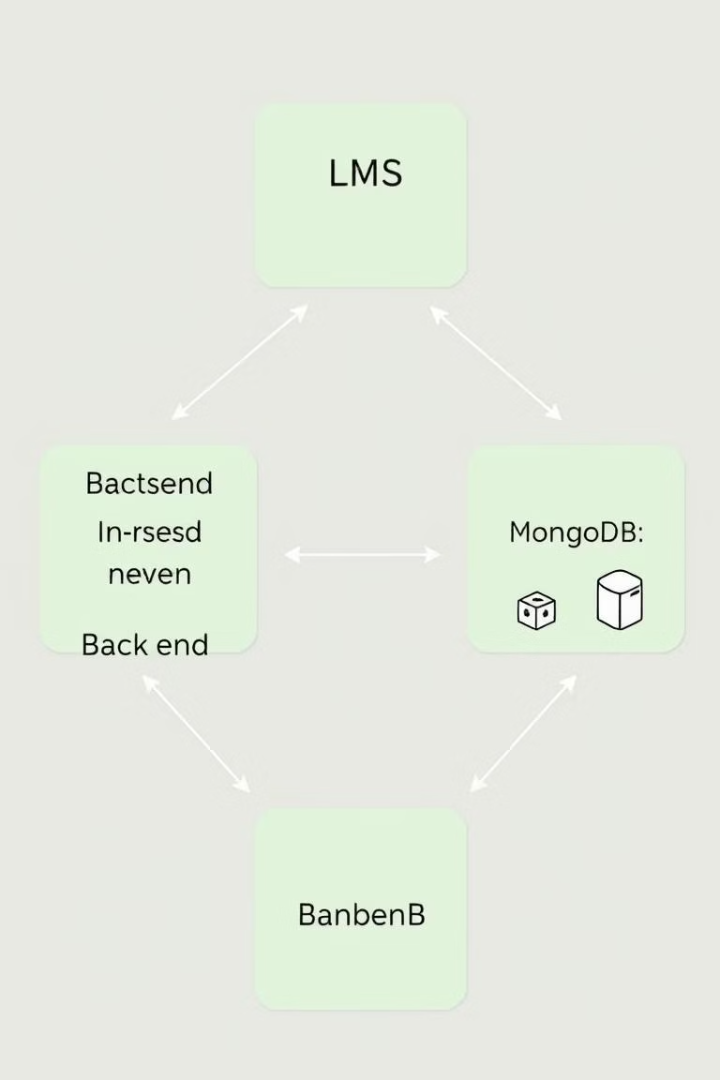 LMS
Bactsend
In-rsesd
neven
Back end
MongoDB:
BanbenB